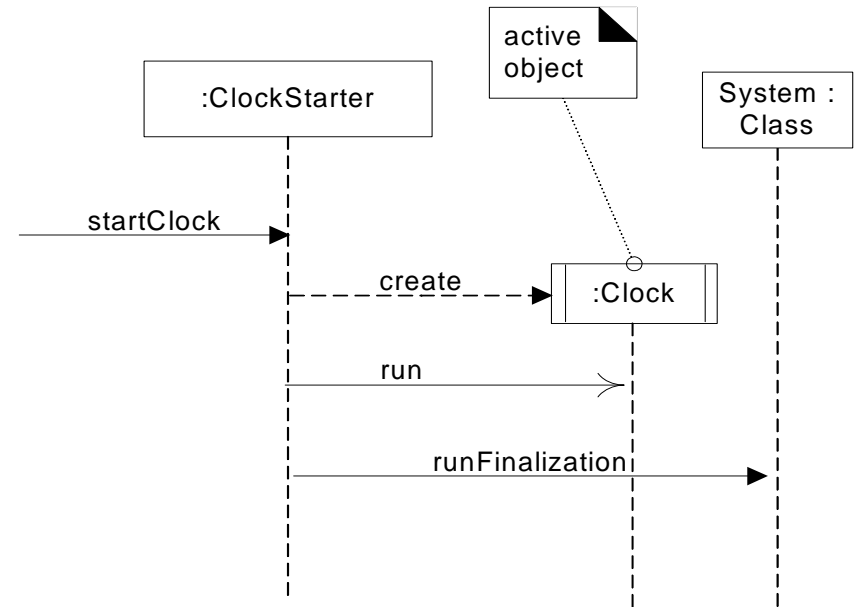 active
object
:ClockStarter
System :
Class
startClock
create
:Clock
run
runFinalization